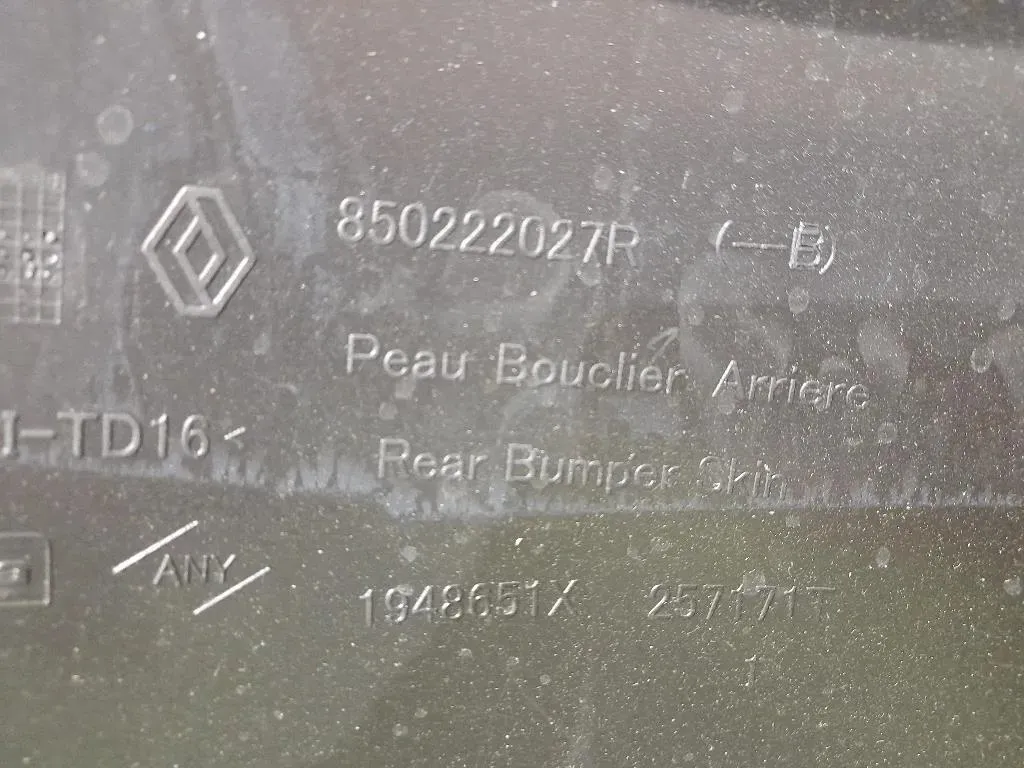 850222027R (--B)
Peau Bouclier Arriere
I-TD16<
Rear Bumper Skin
ANY
1948651X 257171T
1